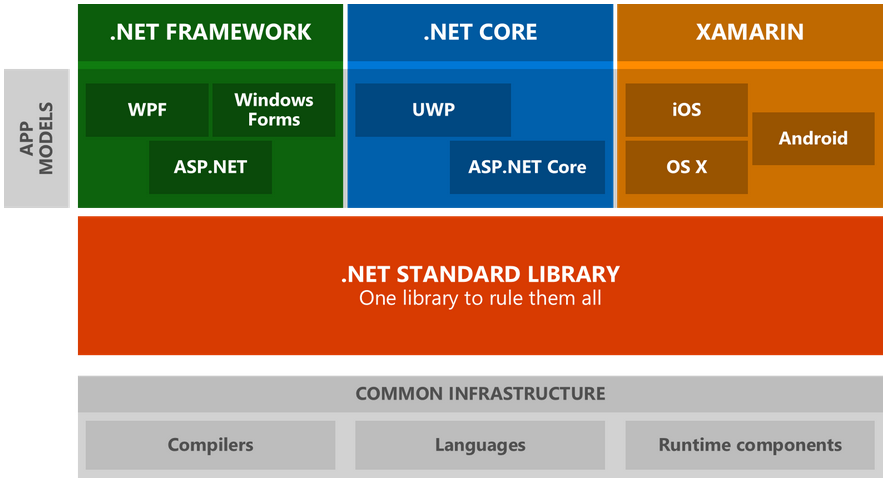 .NET FRAMEWORK
.NET CORE
XAMARIN
APP
MODELS
WPF
Windows
Forms
ASP.NET
UWP
ASP.NET Core
iOS
Android
OS X
.NET STANDARD LIBRARY
One library to rule them all
COMMON INFRASTRUCTURE
Compilers
Languages
Runtime components